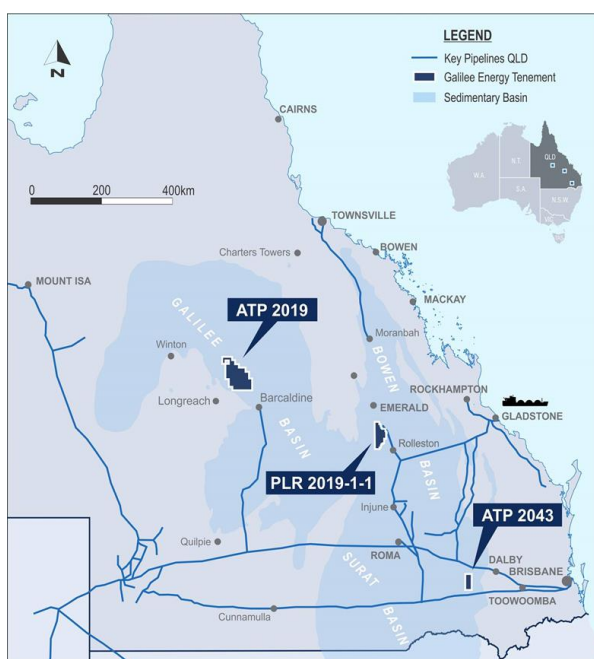 LEGEND
Key Pipelines QLD
Galilee Energy Tenement
Sedimentary Basin
N
CAIRNS
W.A.
N.T.
QLD
S.A.
N.S.W.
0 200 400km
TOWNSVILLE
Charters Towers
BOWEN
MOUNT ISA
MACKAY
ATP 2019
GALILEE
BASIN
Moranbah
BOWEN
BASIN
Winton
Longreach
Barcaldine
EMERALD
ROCKHAMPTON
GLADSTONE
Rolleston
PLR 2019-1-1
Injune
ATP 2043
Quilpie
ROMA
SURAT
BASIN
DALBY
BRISBANE
TOOWOOMBA
Cunnamulla